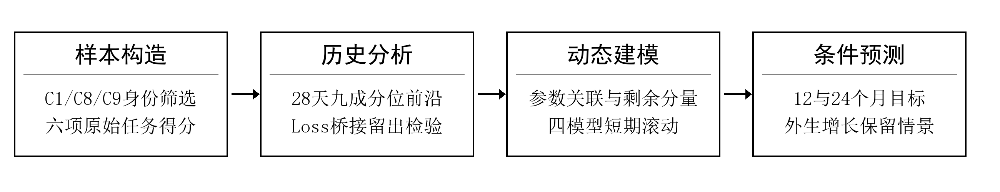 样本构造
C1/C8/C9身份筛选
六项原始任务得分
历史分析
28天九成分位前沿
Loss桥接留出检验
动态建模
参数关联与剩余分量
四模型短期滚动
条件预测
12与24个月目标
外生增长保留情景